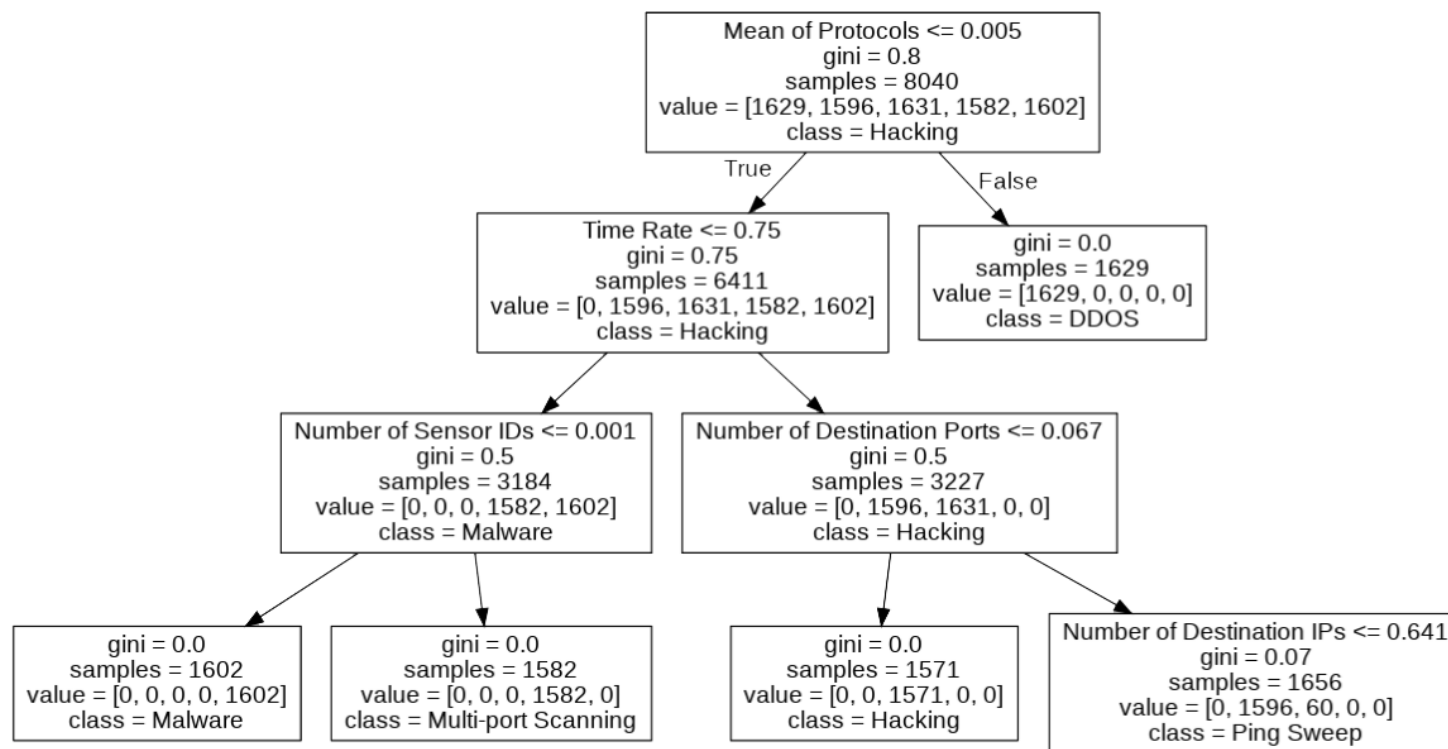 Mean of Protocols <= 0.005
gini = 0.8
samples = 8040
value = [1629, 1596, 1631, 1582, 1602]
class = Hacking
True
False
Time Rate <= 0.75
gini = 0.75
samples = 6411
value = [0, 1596, 1631, 1582, 1602]
class = Hacking
gini = 0.0
samples = 1629
value = [1629, 0, 0, 0, 0]
class = DDOS
Number of Sensor IDs <= 0.001
gini = 0.5
samples = 3184
value = [0, 0, 0, 1582, 1602]
class = Malware
Number of Destination Ports <= 0.067
gini = 0.5
samples = 3227
value = [0, 1596, 1631, 0, 0]
class = Hacking
gini = 0.0
samples = 1602
value = [0, 0, 0, 0, 1602]
class = Malware
gini = 0.0
samples = 1582
value = [0, 0, 0, 1582, 0]
class = Multi-port Scanning
gini = 0.0
samples = 1571
value = [0, 0, 1571, 0, 0]
class = Hacking
Number of Destination IPs <= 0.641
gini = 0.07
samples = 1656
value = [0, 1596, 60, 0, 0]
class = Ping Sweep